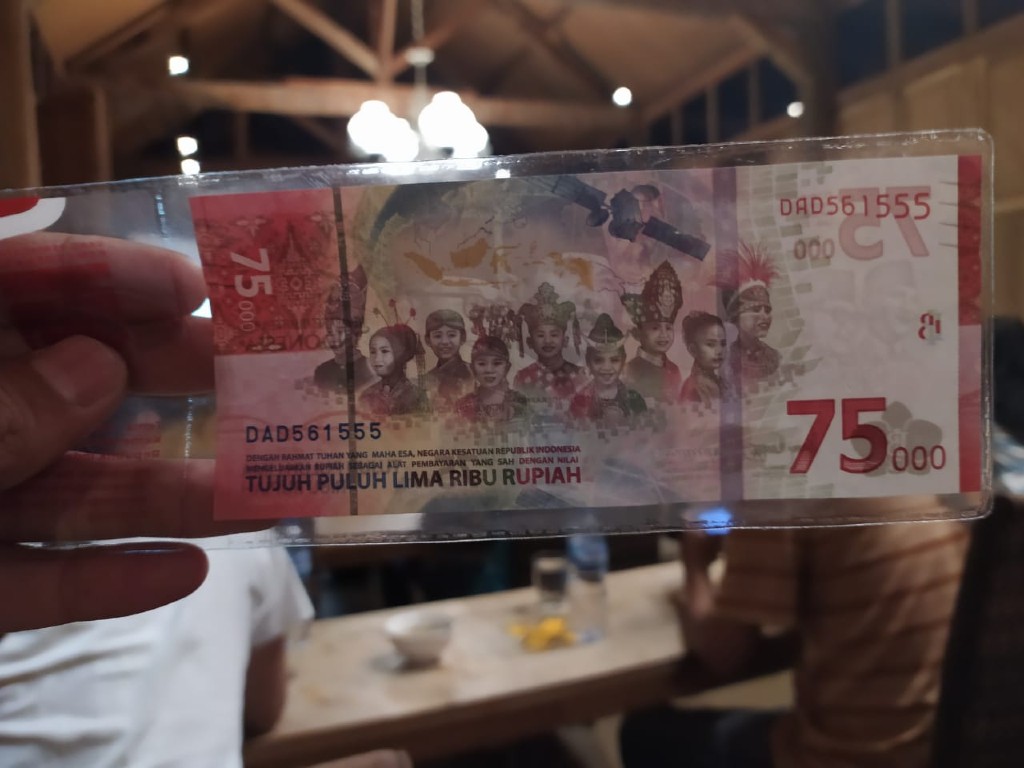 DAD561555
75
000
75
000
DAD561555
DENGAN RAHMAT TUHAN YANG MAHA ESA, NEGARA KESATUAN REPUBLIK INDONESIA
MENGELUARKAN RUPIAH SEBAGAI ALAT PEMBAYARAN YANG SAH DENGAN NILAI
TUJUH PULUH LIMA RIBU RUPIAH
75000